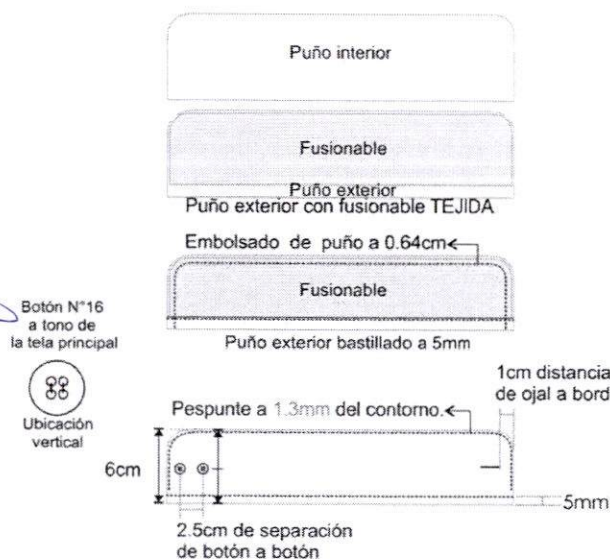 Puño interior
Fusionable
Puño exterior
Puño exterior con fusionable TEJIDA
Embolsado de puño a 0.64cm
Fusionable
Botón N°16
a tono de
la tela principal
Puño exterior bastillado a 5mm
Ubicación
vertical
1cm distancia
de ojal a bord
Pespunte a 1.3mm del contorno.
6cm
5mm
2.5cm de separación
de botón a botón